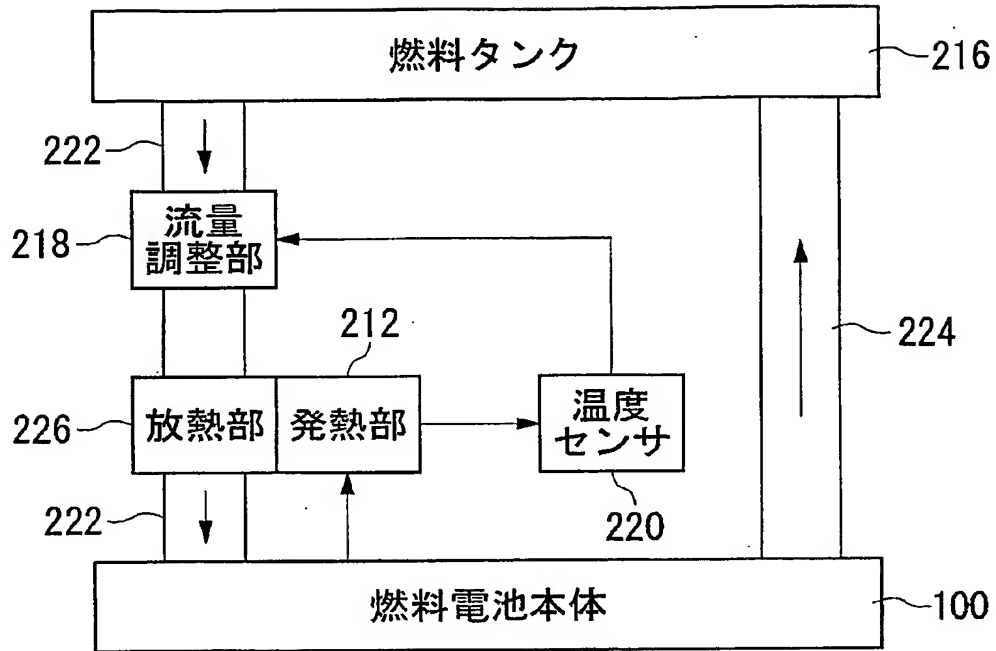 燃料タンク
216
222
流量
調整部
218
212
224
放熱部
発熱部
温度
センサ
226
222
220
燃料電池本体
100